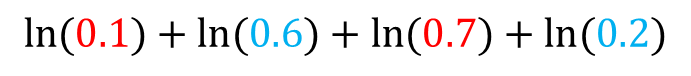 ln(0.1) + ln(0.6) + ln(0.7) + ln(0.2)